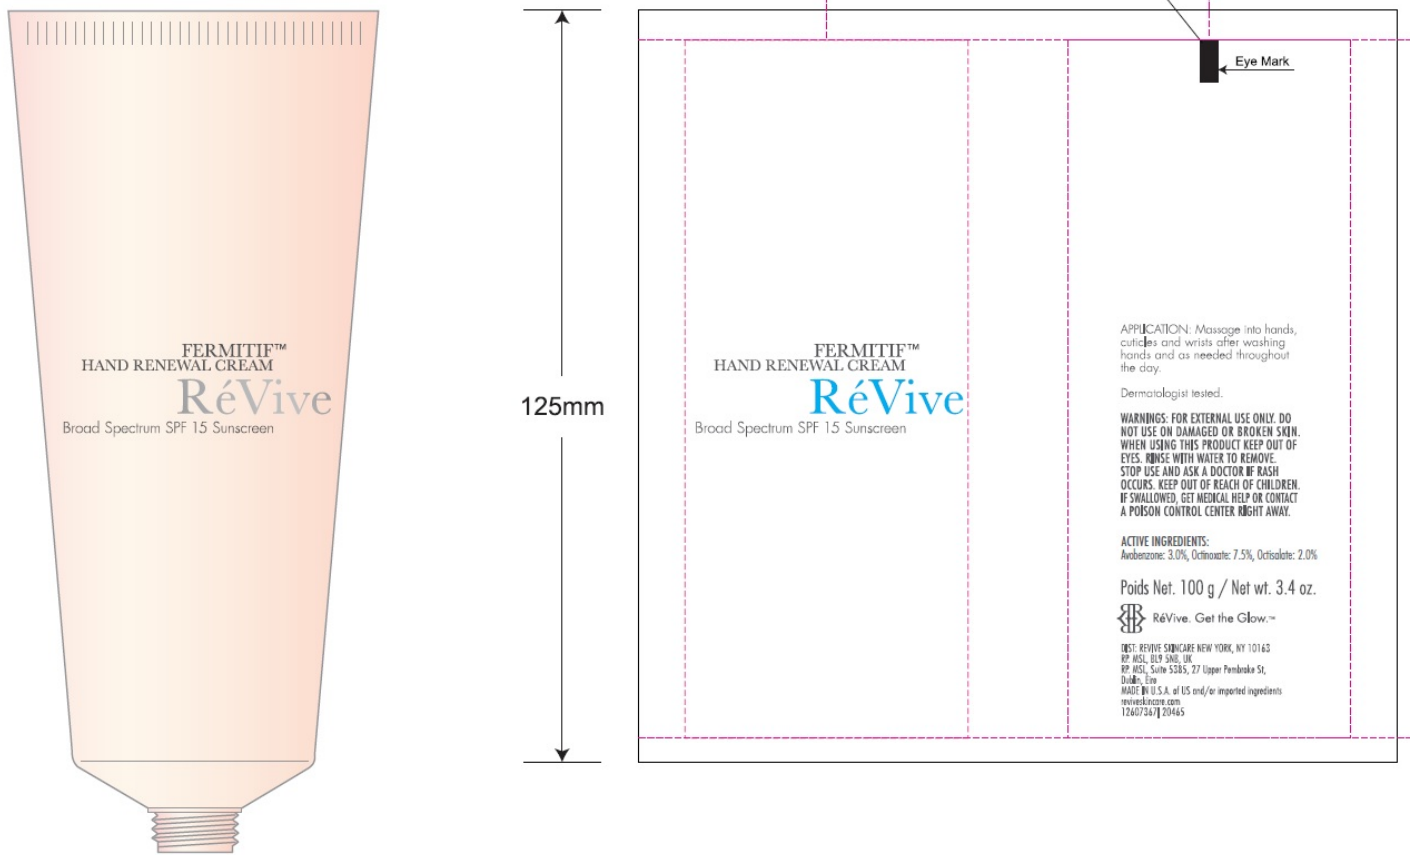 FERMITIF™
HAND RENEWAL CREAM
RéVive
Broad Spectrum SPF 15 Sunscreen
125mm
FERMITIF™
HAND RENEWAL CREAM
RéVive
Broad Spectrum SPF 15 Sunscreen
Eye Mark
APPLICATION: Massage into hands,
cuticles and wrists after washing
hands and as needed throughout
the day.
Dermatologist tested.
WARNINGS: FOR EXTERNAL USE ONLY. DO
NOT USE ON DAMAGED OR BROKEN SKIN.
WHEN USING THIS PRODUCT KEEP OUT OF
EYES. RINSE WITH WATER TO REMOVE.
STOP USE AND ASK A DOCTOR IF RASH
OCCURS. KEEP OUT OF REACH OF CHILDREN.
IF SWALLOWED, GET MEDICAL HELP OR CONTACT
A POISON CONTROL CENTER RIGHT AWAY.
ACTIVE INGREDIENTS:
Avobenzone: 3.0%, Octinoxate: 7.5%, Octisalate: 2.0%
Poids Net. 100 g / Net wt. 3.4 oz.
RéVive. Get the Glow.™
DIST: REVIVE SKINCARE NEW YORK, NY 10163
RP. MSL, BL9 5NB, UK
RP. MSL, Suite 5385, 27 Upper Pembroke St,
Dublin, Eire
MADE IN U.S.A. of US and/or imported ingredients
reviveskincare.com
12607367| 20465